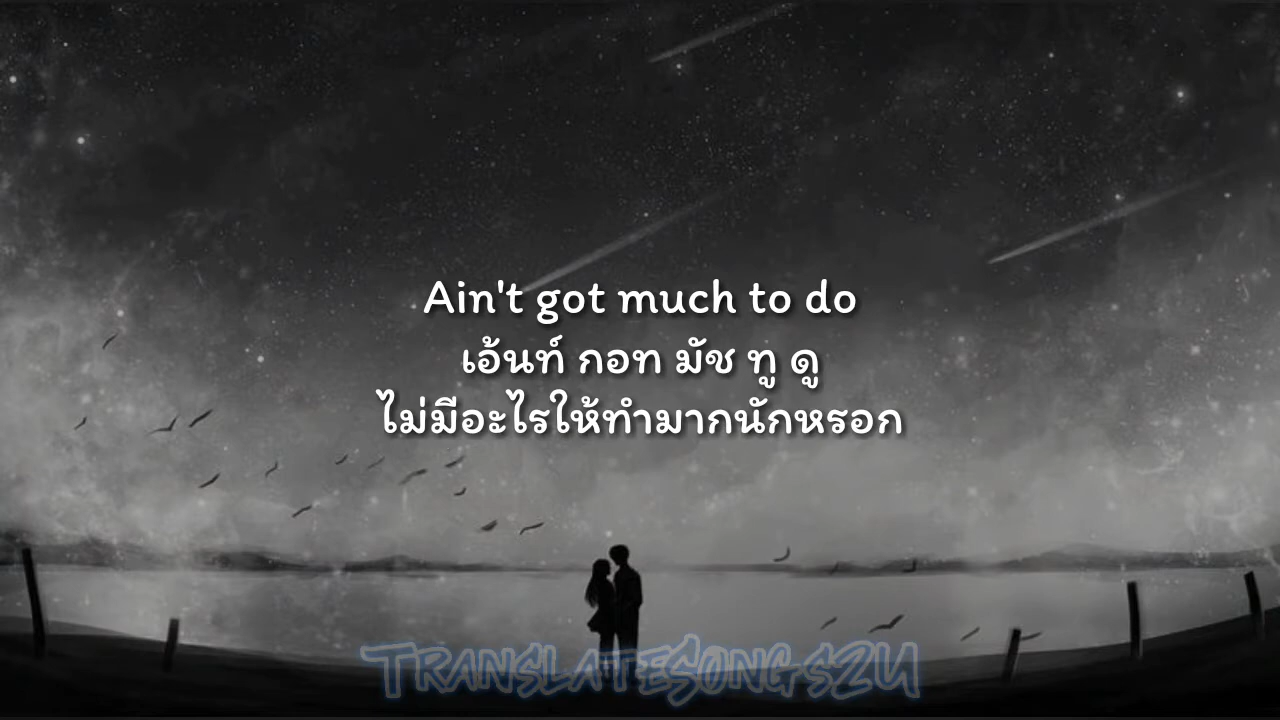 Ain't got much to do
เอ้นท์ กอท มัช ทู ดู
ไม่มีอะไรให้ทำมากนักหรอก
TRANSLATESONGS2U